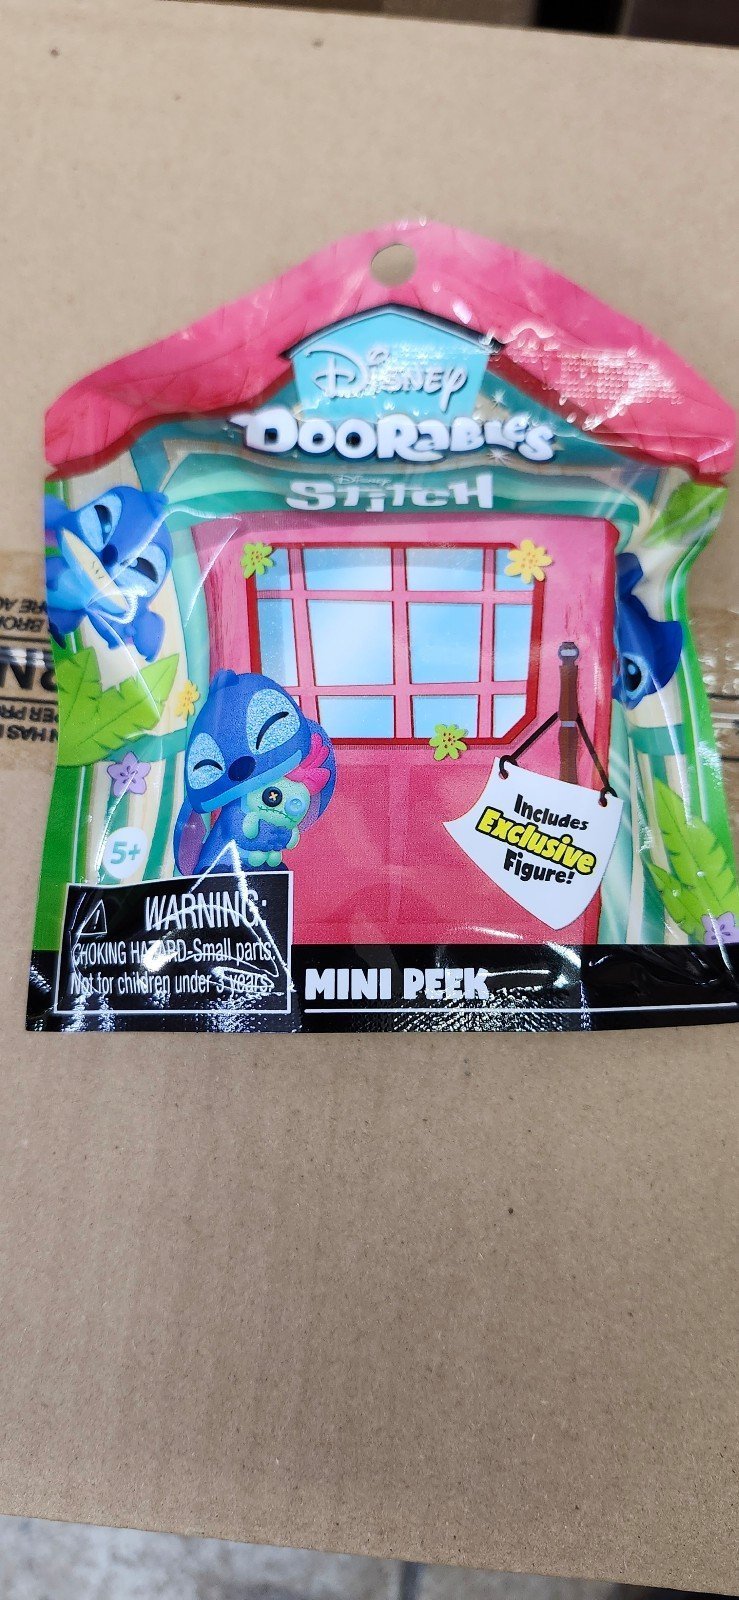 Disney
Doorables
Disney
Stitch
Includes
Exclusive
Figure!
5+
WARNING:
CHOKING HAZARD-Small parts.
Not for children under 3 years.
MINI PEEK